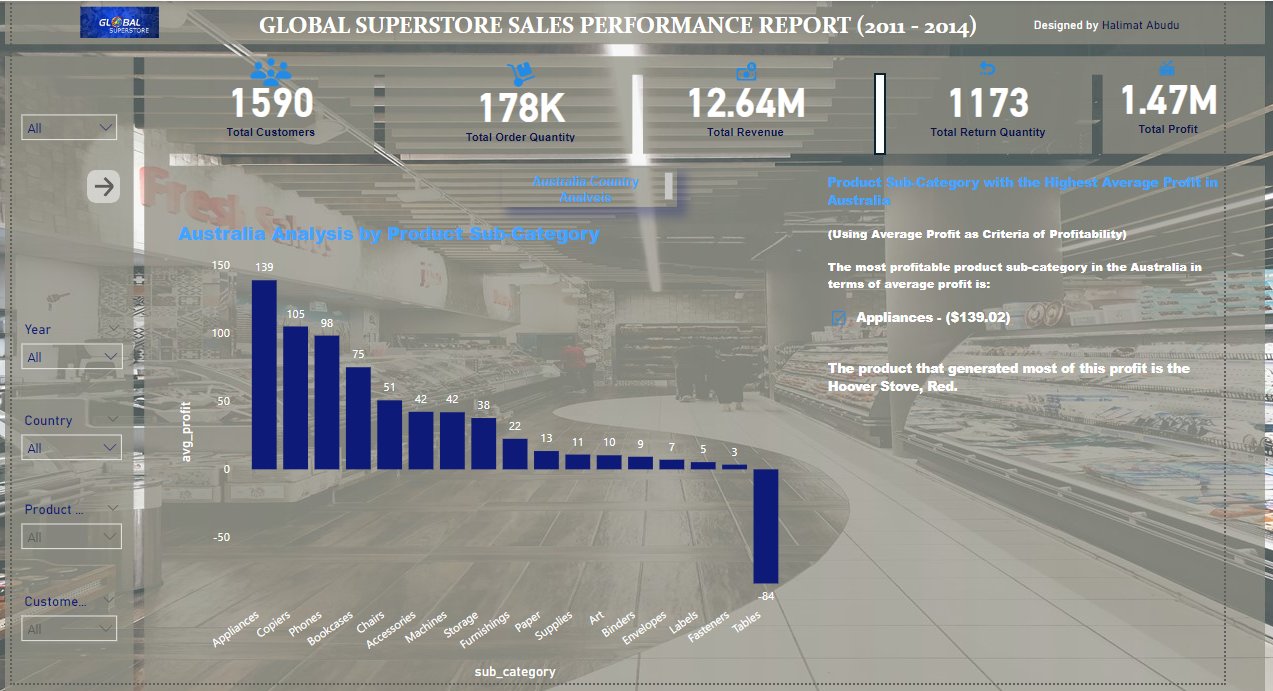 GLOBAL
SUPERSTORE
GLOBAL SUPERSTORE SALES PERFORMANCE REPORT (2011 - 2014)
Designed by Halimat Abudu
1590
Total Customers
178K
Total Order Quantity
12.64M
Total Revenue
1173
Total Return Quantity
1.47M
Total Profit
All
Year
All
Country
All
Product ...
All
Custome...
All
Fresh
Australia Country
Analysis
Australia Analysis by Product Sub-Category
avg_profit
150
100
50
0
-50
139
105
98
75
51
42
42
38
22
13
11
10
9
7
5
3
-84
Appliances
Copiers
Phones
Bookcases
Chairs
Accessories
Machines
Storage
Furnishings
Paper
Supplies
Art
Binders
Envelopes
Labels
Fasteners
Tables
sub_category
Product Sub-Category with the Highest Average Profit in
Australia
(Using Average Profit as Criteria of Profitability)
The most profitable product sub-category in the Australia in
terms of average profit is:
Appliances - ($139.02)
The product that generated most of this profit is the
Hoover Stove, Red.